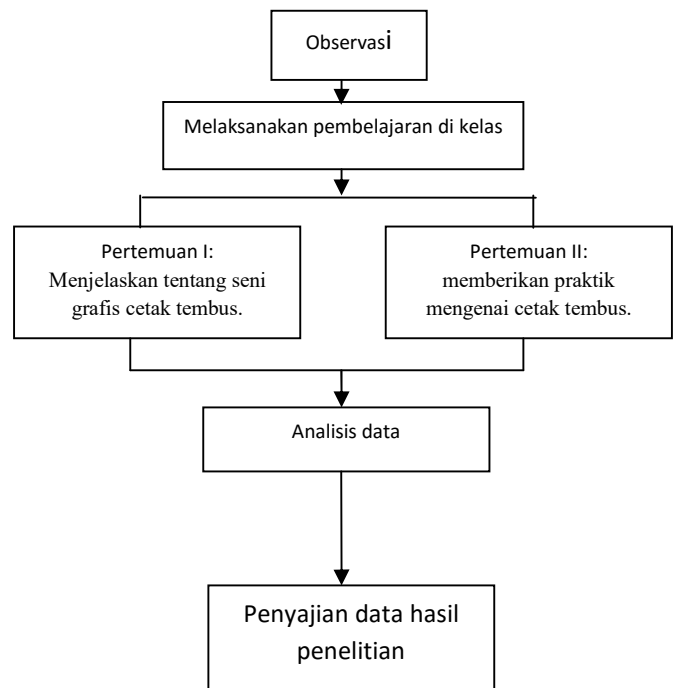 Observasi
Melaksanakan pembelajaran di kelas
Pertemuan I:
Menjelaskan tentang seni
grafis cetak tembus.
Pertemuan II:
memberikan praktik
mengenai cetak tembus.
Analisis data
Penyajian data hasil
penelitian